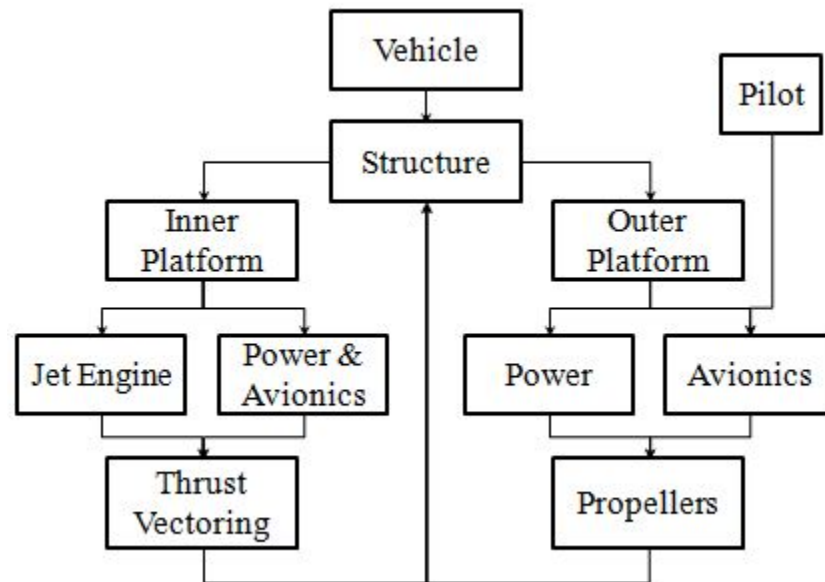 Vehicle
Pilot
Structure
Inner
Platform
Outer
Platform
Jet Engine
Power &
Avionics
Power
Avionics
Thrust
Vectoring
Propellers